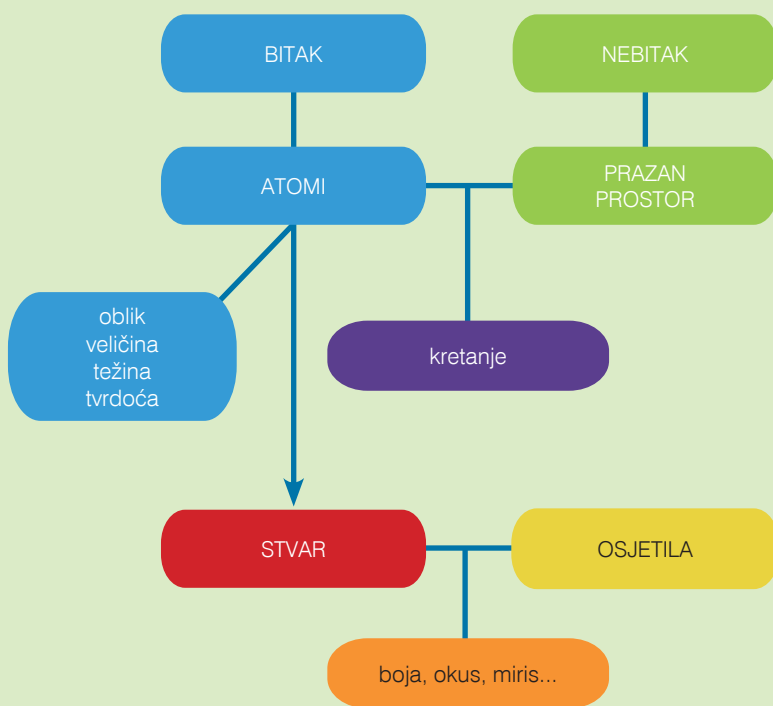 BITAK
NEBITAK
ATOMI
PRAZAN
PROSTOR
oblik
veličina
težina
tvrdoća
kretanje
STVAR
OSJETILA
boja, okus, miris...